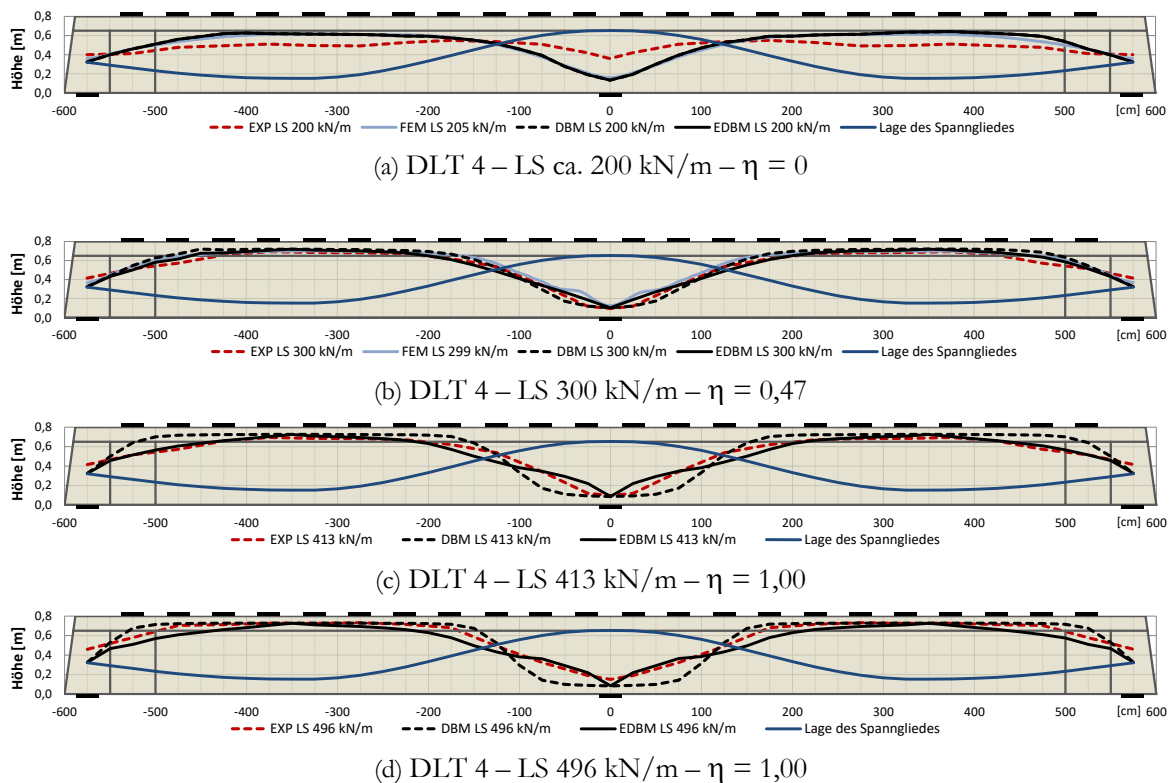 Höhe [m]
0,8
0,6
0,4
0,2
0,0
-600 -500 -400 -300 -200 -100 0 100 200 300 400 500 [cm] 600
EXP LS 200 kN/m FEM LS 205 kN/m DBM LS 200 kN/m EDBM LS 200 kN/m Lage des Spanngliedes
(a) DLT 4 – LS ca. 200 kN/m – η = 0
Höhe [m]
0,8
0,6
0,4
0,2
0,0
-600 -500 -400 -300 -200 -100 0 100 200 300 400 500 [cm] 600
EXP LS 300 kN/m FEM LS 299 kN/m DBM LS 300 kN/m EDBM LS 300 kN/m Lage des Spanngliedes
(b) DLT 4 – LS 300 kN/m – η = 0,47
Höhe [m]
0,8
0,6
0,4
0,2
0,0
-600 -500 -400 -300 -200 -100 0 100 200 300 400 500 [cm] 600
EXP LS 413 kN/m DBM LS 413 kN/m EDBM LS 413 kN/m Lage des Spanngliedes
(c) DLT 4 – LS 413 kN/m – η = 1,00
Höhe [m]
0,8
0,6
0,4
0,2
0,0
-600 -500 -400 -300 -200 -100 0 100 200 300 400 500 [cm] 600
EXP LS 496 kN/m DBM LS 496 kN/m EDBM LS 496 kN/m Lage des Spanngliedes
(d) DLT 4 – LS 496 kN/m – η = 1,00